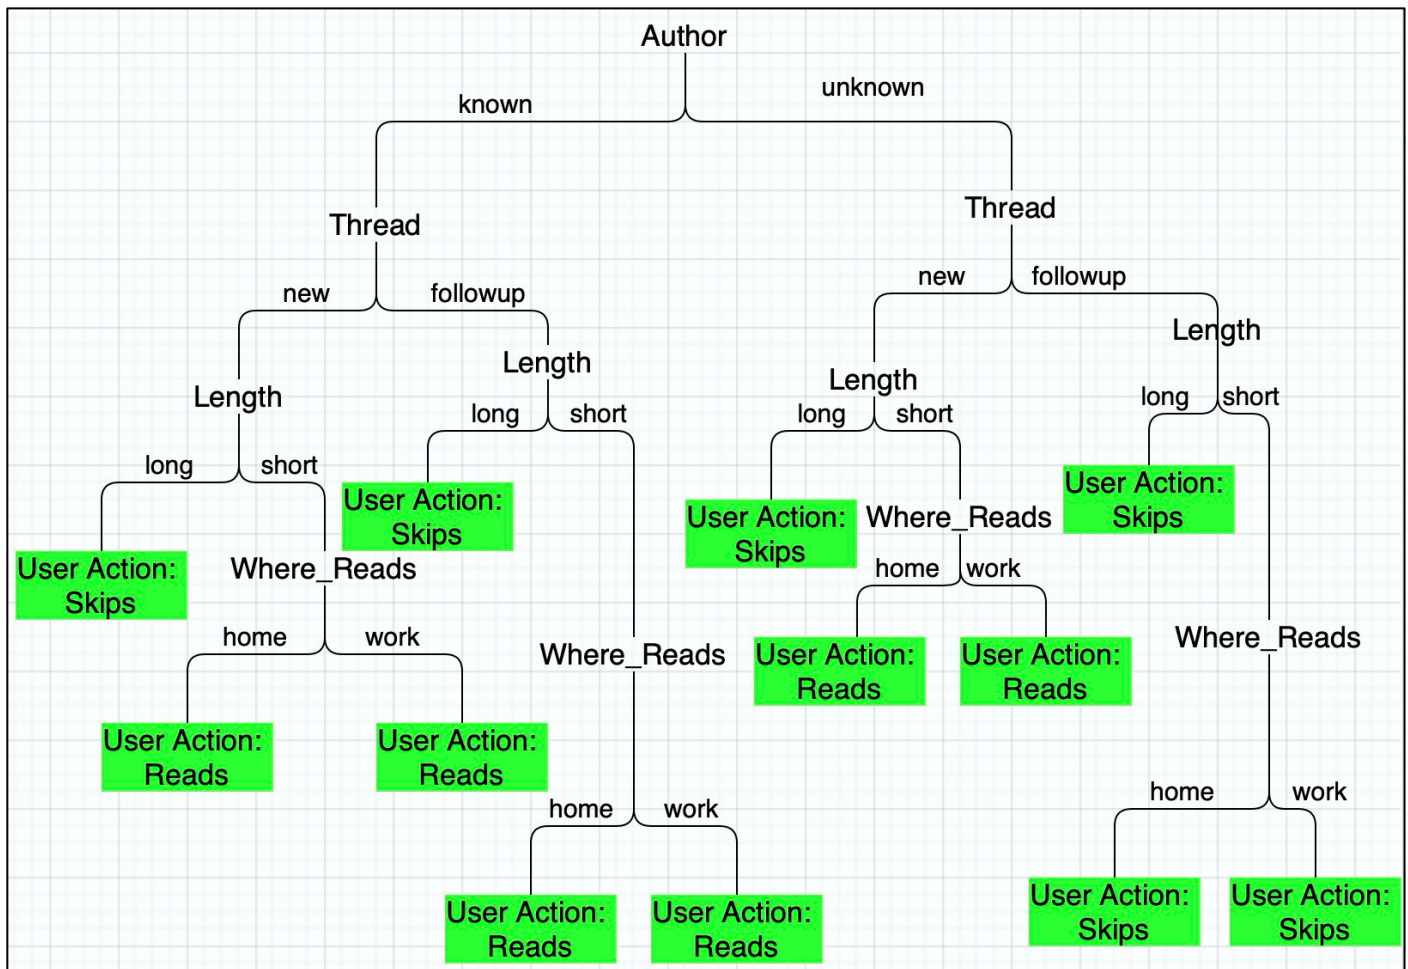 Author
known
unknown
Thread
Thread
new
followup
new
followup
Length
Length
Length
Length
long
short
long
short
long
short
long
short
User Action:
Skips
User Action:
Skips
User Action:
Skips
User Action:
Skips
Where_Reads
Where_Reads
home
work
home
work
Where_Reads
Where_Reads
User Action:
Reads
User Action:
Reads
User Action:
Reads
User Action:
Reads
home
work
home
work
User Action:
Reads
User Action:
Reads
User Action:
Skips
User Action:
Skips